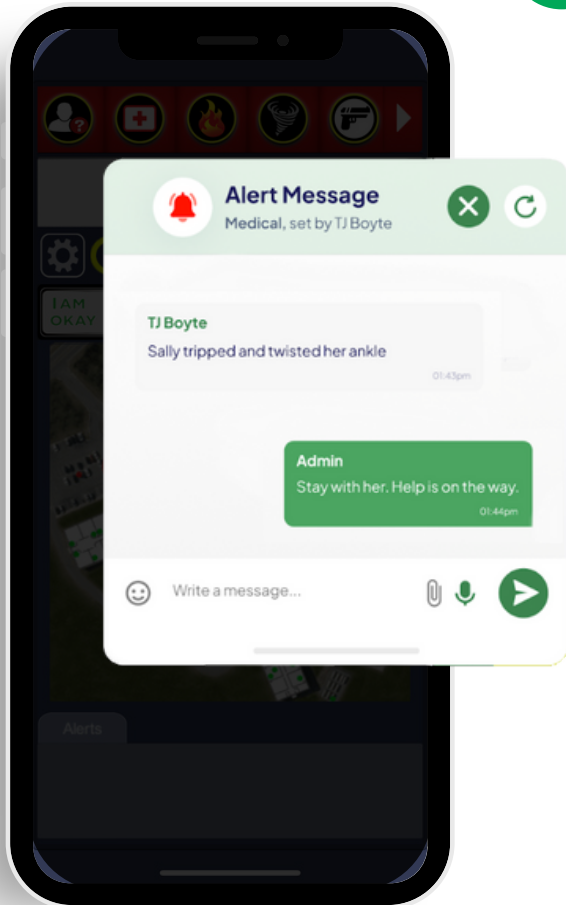 Alert Message
Medical, set by TJ Boyte
I AM
OKAY
TJ Boyte
Sally tripped and twisted her ankle
01:43pm
Admin
Stay with her. Help is on the way.
01:44pm
Write a message...
Alerts